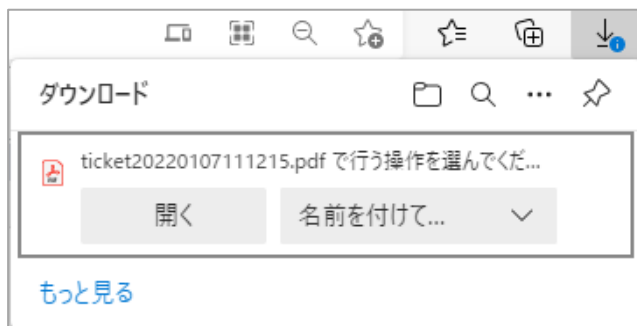 ダウンロード
ticket20220107111215.pdf で行う操作を選んでくだ...
開く
名前を付けて...
もっと見る